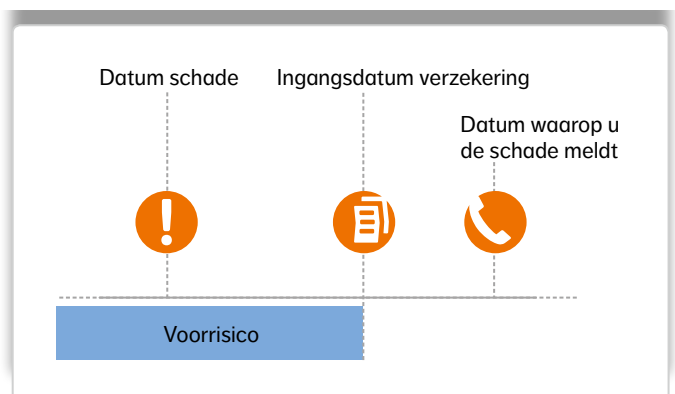 Datum schade
Ingangsdatum verzekering
Datum waarop u
de schade meldt
Voorrisico